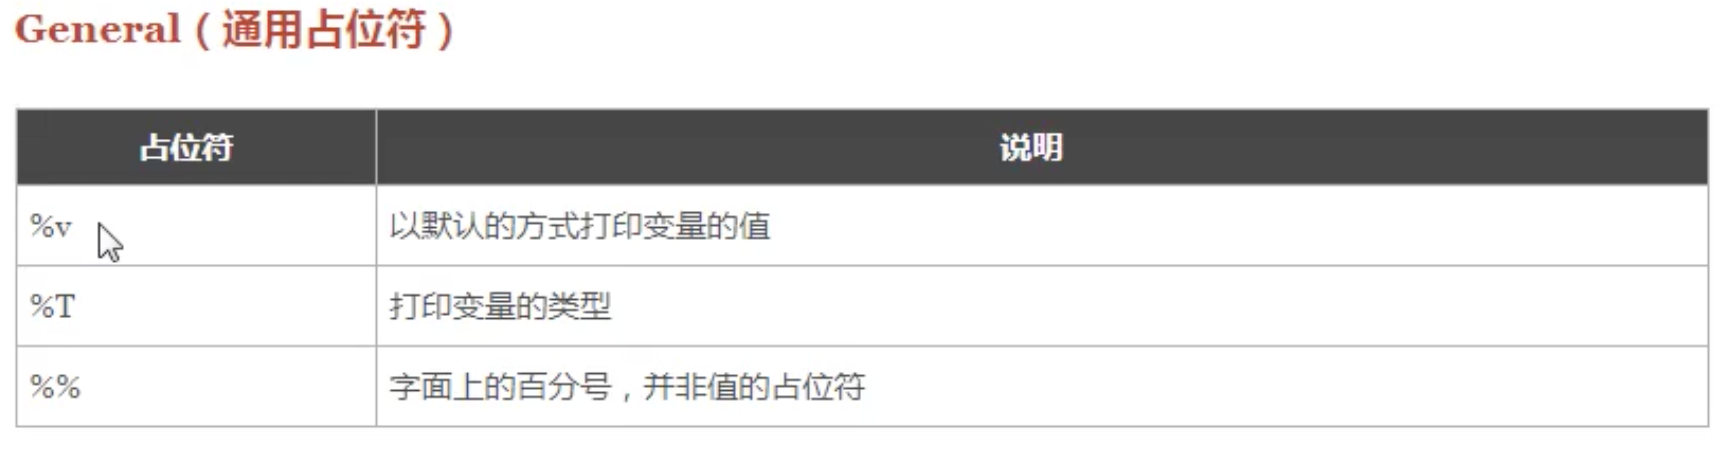 General（通用占位符）
占位符 说明
%v 以默认的方式打印变量的值
%T 打印变量的类型
%% 字面上的百分号，并非值的占位符